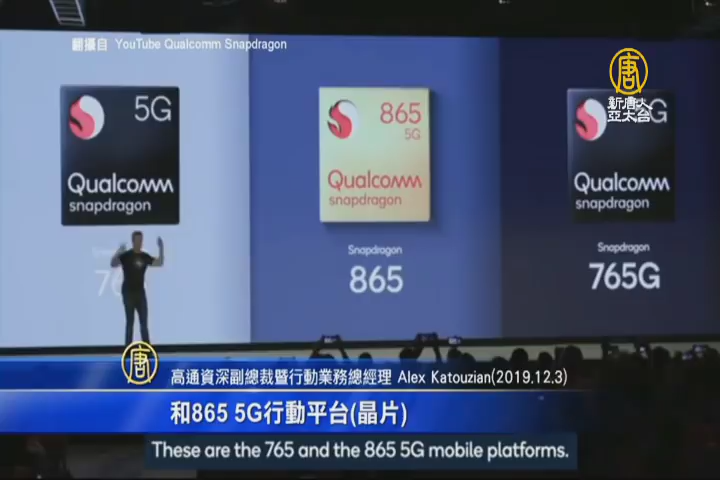 翻攝自 YouTube Qualcomm Snapdragon
唐
新唐人
亞太台
5G
Qualcomm
snapdragon
865
5G
Qualcomm
snapdragon
Snapdragon
865
5G
Qualcomm
snapdragon
Snapdragon
765G
唐
高通資深副總裁暨行動業務總經理 Alex Katouzian(2019.12.3)
和865 5G行動平台(晶片)
These are the 765 and the 865 5G mobile platforms.